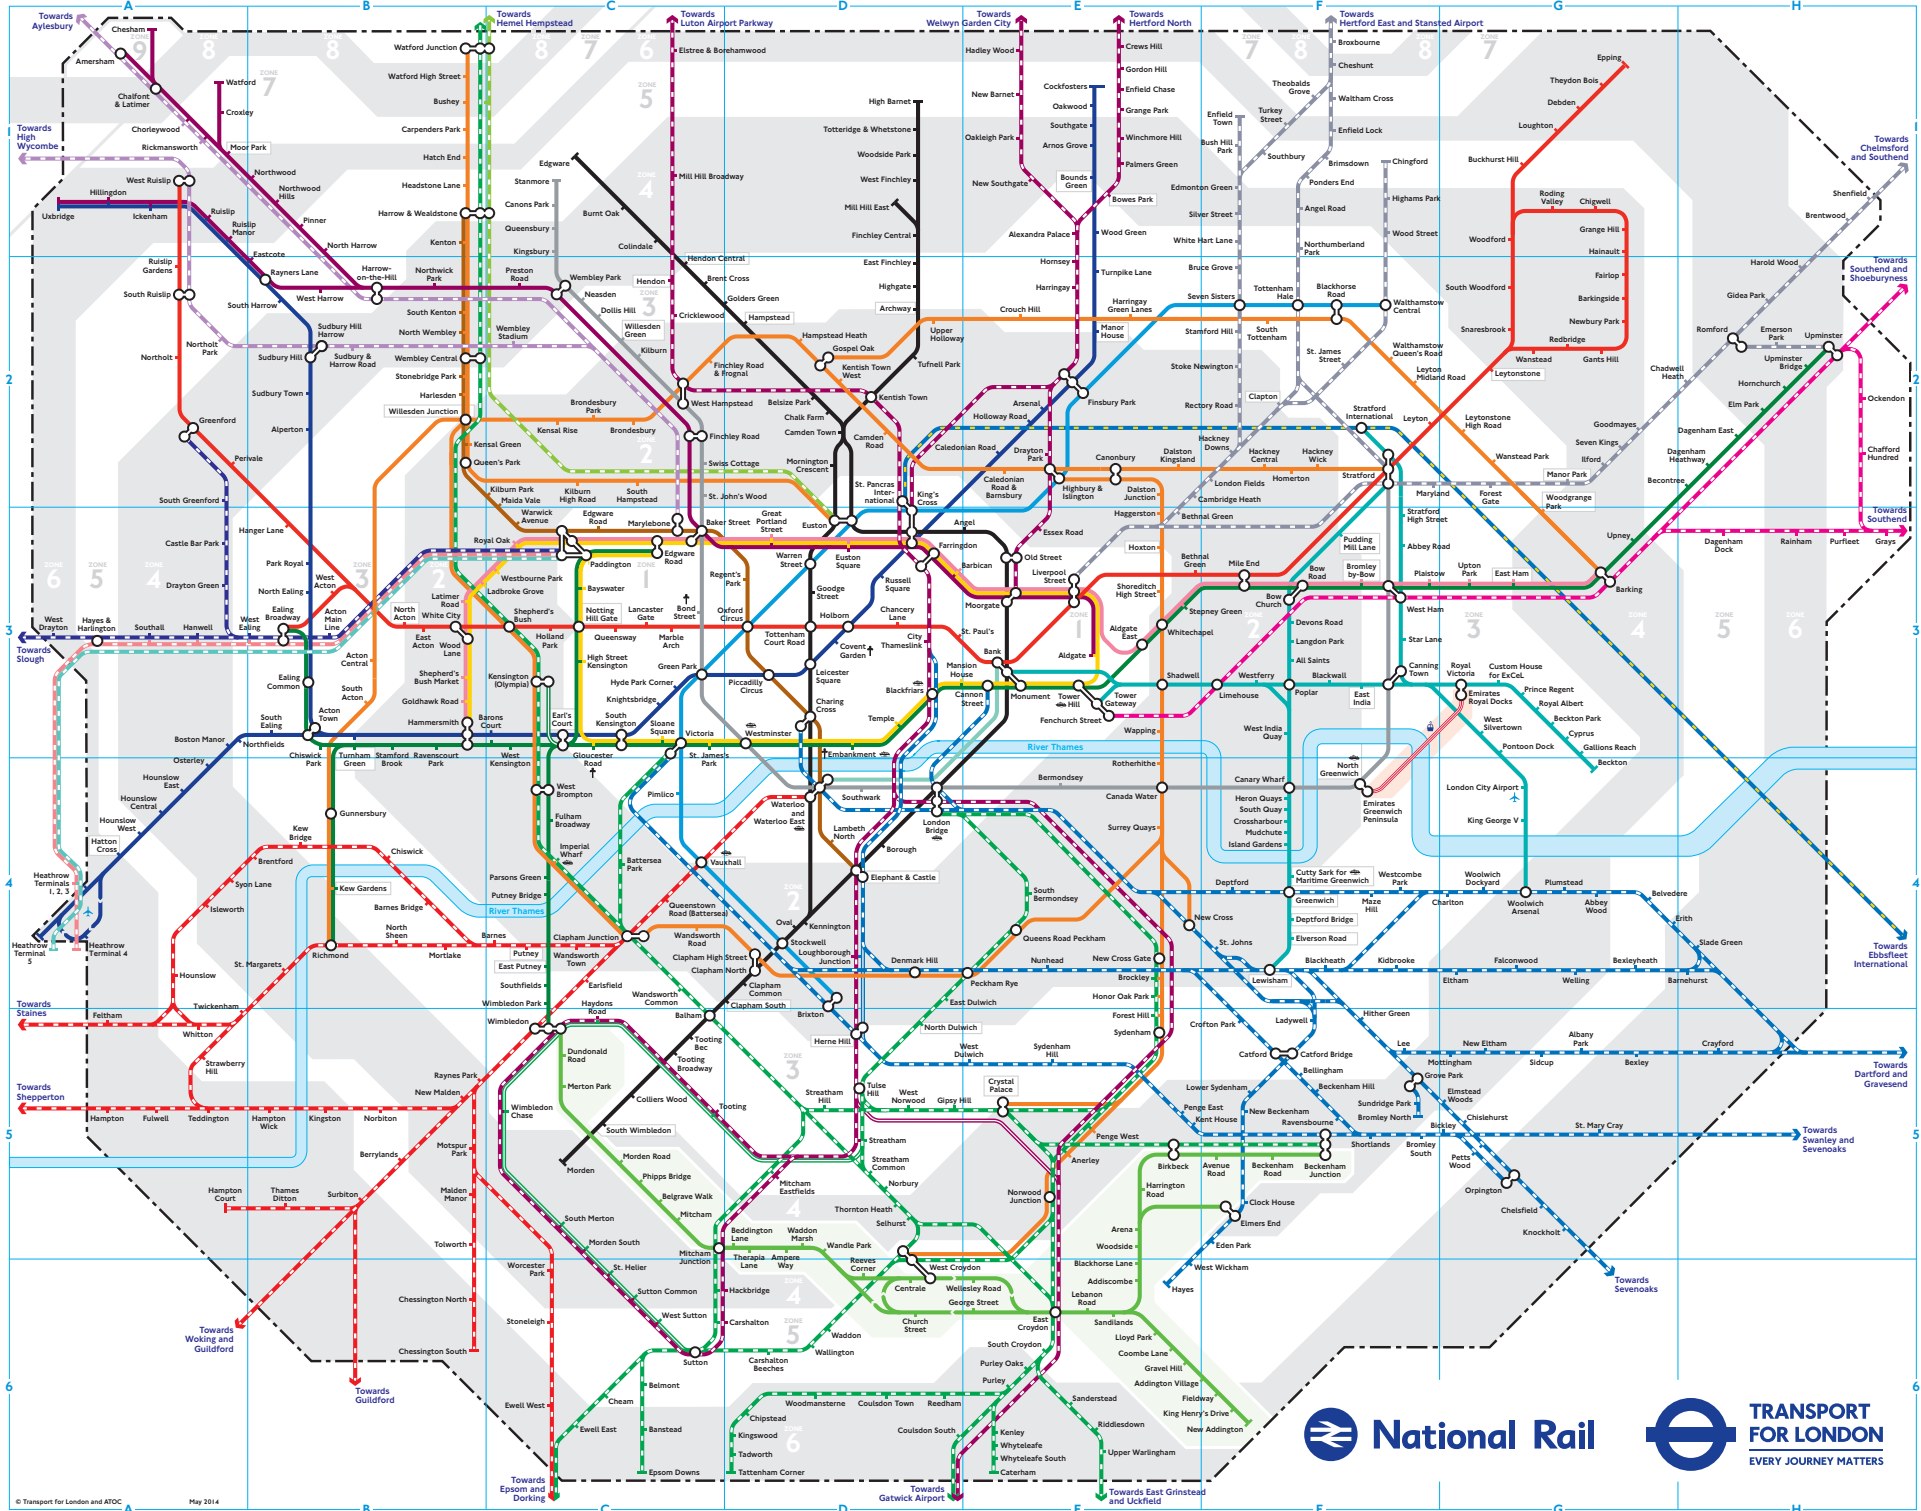 A
B
C
D
E
F
G
H
Towards
Aylesbury
Chesham
Amersham
Chalfont
& Latimer
Watford
Croxley
Chorleywood
Rickmansworth
Moor Park
Towards
High
Wycombe
West Ruislip
Hillingdon
Uxbridge
Ickenham
Ruislip
Ruislip
Manor
Eastcote
Northwood
Northwood
Hills
Pinner
North Harrow
Rayners Lane
West Harrow
Harrow-
on-the-Hill
Northwick
Park
Preston
Road
Wembley Park
Ruislip
Gardens
South Ruislip
South Harrow
Northolt
Northolt
Park
Sudbury Hill
Harrow
Sudbury Hill
Sudbury &
Harrow Road
Sudbury Town
Alperton
Greenford
Perivale
South Greenford
Hanger Lane
Castle Bar Park
Park Royal
Drayton Green
North Ealing
Towards
Hemel Hempstead
Watford Junction
Watford High Street
Bushey
Carpenders Park
Hatch End
Headstone Lane
Harrow & Wealdstone
Kenton
South Kenton
North Wembley
Wembley Central
Stonebridge Park
Harlesden
Willesden Junction
Kensal Green
Queen's Park
Wembley
Stadium
Edgware
Stanmore
Canons Park
Queensbury
Kingsbury
Burnt Oak
Colindale
Hendon Central
Brent Cross
Golders Green
Hampstead
Neasden
Dollis Hill
Willesden
Green
Kilburn
Towards
Luton Airport Parkway
Elstree & Borehamwood
Mill Hill Broadway
Hendon
Cricklewood
West Hampstead
Finchley Road
& Frognal
Finchley Road
Swiss Cottage
St. John's Wood
Brondesbury
Park
Kensal Rise
Brondesbury
Kilburn Park
Maida Vale
Warwick
Avenue
Kilburn
High Road
South
Hampstead
High Barnet
Totteridge & Whetstone
Woodside Park
West Finchley
Mill Hill East
Finchley Central
East Finchley
Highgate
Archway
Tufnell Park
Upper
Holloway
Hampstead Heath
Gospel Oak
Kentish Town
West
Kentish Town
Belsize Park
Chalk Farm
Camden Town
Camden
Road
Mornington
Crescent
Towards
Welwyn Garden City
Hadley Wood
New Barnet
Oakleigh Park
New Southgate
Alexandra Palace
Hornsey
Harringay
Crouch Hill
Harringay
Green Lanes
Towards
Hertford North
Crews Hill
Gordon Hill
Enfield Chase
Grange Park
Winchmore Hill
Palmers Green
Bowes Park
Cockfosters
Oakwood
Southgate
Arnos Grove
Bounds
Green
Wood Green
Turnpike Lane
Manor
House
Finsbury Park
Arsenal
Holloway Road
Caledonian Road
Drayton
Park
Caledonian
Road &
Barnsbury
Highbury &
Islington
Canonbury
Dalston
Kingsland
Hackney
Central
Hackney
Wick
Homerton
Hackney
Downs
Dalston
Junction
Haggerston
Hoxton
London Fields
Cambridge Heath
Bethnal Green
Essex Road
Towards
Hertford East and Stansted Airport
Broxbourne
Cheshunt
Theobalds
Grove
Waltham Cross
Turkey
Street
Enfield Lock
Southbury
Brimsdown
Ponders End
Enfield
Town
Bush Hill
Park
Edmonton Green
Silver Street
White Hart Lane
Bruce Grove
Seven Sisters
Stamford Hill
Stoke Newington
Rectory Road
Angel Road
Northumberland
Park
Tottenham
Hale
South
Tottenham
Blackhorse
Road
Walthamstow
Central
Chingford
Highams Park
Wood Street
St. James
Street
Walthamstow
Queen's Road
Leyton
Midland Road
Clapton
Stratford
International
Leyton
Leytonstone
High Road
Wanstead Park
Stratford
Maryland
Forest
Gate
Woodgrange
Park
Manor Park
Ilford
Seven Kings
Goodmayes
Chadwell
Heath
Romford
Gidea Park
Harold Wood
Brentwood
Shenfield
Towards
Chelmsford
and Southend
Epping
Theydon Bois
Debden
Loughton
Buckhurst Hill
Roding
Valley
Chigwell
Woodford
Grange Hill
Hainault
Fairlop
Barkingside
Newbury Park
South Woodford
Snaresbrook
Redbridge
Wanstead
Gants Hill
Leytonstone
Towards
Southend and
Shoeburyness
Emerson
Park
Upminster
Upminster
Bridge
Hornchurch
Elm Park
Dagenham East
Dagenham
Heathway
Becontree
Upney
Barking
Ockendon
Chafford
Hundred
Towards
Southend
Dagenham
Dock
Rainham
Purfleet
Grays
Stratford
High Street
Abbey Road
Pudding
Mill Lane
Bow
Road
Bromley
by-Bow
Plaistow
Upton
Park
East Ham
West Ham
Mile End
Bethnal
Green
Bow
Church
Stepney Green
Devons Road
Langdon Park
All Saints
Star Lane
Canning
Town
Royal
Victoria
Custom House
for ExCeL
Prince Regent
Royal Albert
Beckton Park
Cyprus
Gallions Reach
Beckton
Emirates
Royal Docks
West
Silvertown
Pontoon Dock
London City Airport
King George V
East
India
Blackwall
Poplar
Westferry
Limehouse
Shadwell
Wapping
Rotherhithe
Canada Water
Surrey Quays
West India
Quay
Canary Wharf
Heron Quays
South Quay
Crossharbour
Mudchute
Island Gardens
North
Greenwich
Emirates
Greenwich
Peninsula
Cutty Sark for
Maritime Greenwich
Greenwich
Deptford Bridge
Elverson Road
Lewisham
Deptford
Westcombe
Park
Maze
Hill
Charlton
Woolwich
Dockyard
Woolwich
Arsenal
Plumstead
Abbey
Wood
Belvedere
Erith
Slade Green
Towards
Ebbsfleet
International
Royal Oak
Edgware
Road
Marylebone
Baker Street
Great
Portland
Street
Euston
Warren
Street
Euston
Square
St. Pancras
Inter-
national
King's
Cross
Angel
Farringdon
Barbican
Old Street
Liverpool
Street
Moorgate
Shoreditch
High Street
Aldgate
East
Aldgate
Whitechapel
Paddington
Edgware
Road
Westbourne Park
Ladbroke Grove
Latimer
Road
Bayswater
Notting
Hill Gate
Lancaster
Gate
Queensway
Marble
Arch
Bond
Street
Oxford
Circus
Regent's
Park
Goodge
Street
Tottenham
Court Road
Russell
Square
Holborn
Chancery
Lane
Covent
Garden
St. Paul's
City
Thameslink
Mansion
House
Bank
Cannon
Street
Monument
Tower
Hill
Tower
Gateway
Fenchurch Street
Shepherd's
Bush
Holland
Park
North
Acton
East
Acton
White City
Wood
Lane
Shepherd's
Bush Market
Goldhawk Road
Hammersmith
Kensington
(Olympia)
High Street
Kensington
Hyde Park Corner
Knightsbridge
Green Park
Piccadilly
Circus
Leicester
Square
Charing
Cross
Blackfriars
Temple
Embankment
Westminster
Barons
Court
Earl's
Court
South
Kensington
Sloane
Square
Gloucester
Road
Victoria
St. James's
Park
West
Kensington
West
Brompton
Fulham
Broadway
Imperial
Wharf
Parsons Green
Putney Bridge
Battersea
Park
Pimlico
Vauxhall
Waterloo
and
Waterloo East
Southwark
London
Bridge
Bermondsey
Lambeth
North
Borough
Elephant & Castle
Kennington
Oval
Stockwell
River Thames
River Thames
West
Drayton
Hayes &
Harlington
Southall
Hanwell
West
Ealing
Ealing
Broadway
West
Acton
Acton
Main
Line
Towards
Slough
Acton
Central
Ealing
Common
South
Acton
South
Ealing
Acton
Town
Northfields
Boston Manor
Osterley
Hounslow
East
Hounslow
Central
Hounslow
West
Hatton
Cross
Heathrow
Terminals
1, 2, 3
Heathrow
Terminal
5
Heathrow
Terminal 4
Chiswick
Park
Turnham
Green
Stamford
Brook
Ravenscourt
Park
Gunnersbury
Kew
Bridge
Chiswick
Brentford
Syon Lane
Isleworth
Kew Gardens
Barnes Bridge
North
Sheen
Mortlake
Barnes
Richmond
St. Margarets
Hounslow
Twickenham
Whitton
Feltham
Towards
Staines
Strawberry
Hill
Putney
East Putney
Southfields
Wimbledon Park
Wimbledon
Wandsworth
Town
Clapham Junction
Earlsfield
Haydons
Road
Queenstown
Road (Battersea)
Wandsworth
Road
Clapham High Street
Clapham North
Clapham
Common
Clapham South
Wandsworth
Common
Balham
Tooting
Bec
Tooting
Broadway
Colliers Wood
South Wimbledon
Morden
Tooting
Loughborough
Junction
Brixton
Herne Hill
Denmark Hill
Peckham Rye
East Dulwich
North Dulwich
Queens Road Peckham
South
Bermondsey
Nunhead
New Cross
New Cross Gate
Brockley
Honor Oak Park
Forest Hill
Sydenham
St. Johns
Blackheath
Kidbrooke
Eltham
Falconwood
Welling
Bexleyheath
Barnehurst
Ladywell
Hither Green
Crofton Park
Catford
Catford Bridge
Bellingham
Lower Sydenham
Beckenham Hill
New Beckenham
Ravensbourne
Penge East
Kent House
Lee
Mottingham
New Eltham
Sidcup
Albany
Park
Bexley
Crayford
Towards
Dartford and
Gravesend
Grove Park
Sundridge Park
Bromley North
Elmstead
Woods
Chislehurst
Bickley
Bromley
South
Shortlands
St. Mary Cray
Petts
Wood
Orpington
Chelsfield
Knockholt
Towards
Sevenoaks
Towards
Swanley and
Sevenoaks
West
Dulwich
Sydenham
Hill
Tulse
Hill
West
Norwood
Gipsy Hill
Crystal
Palace
Streatham
Hill
Streatham
Streatham
Common
Norbury
Thornton Heath
Selhurst
Norwood
Junction
Anerley
Penge West
Birkbeck
Avenue
Road
Beckenham
Road
Beckenham
Junction
Harrington
Road
Arena
Woodside
Blackhorse Lane
Addiscombe
Clock House
Elmers End
Eden Park
West Wickham
Hayes
Towards
Shepperton
Hampton
Fulwell
Teddington
Hampton
Wick
Kingston
Norbiton
New Malden
Raynes Park
Berrylands
Surbiton
Hampton
Court
Thames
Ditton
Motspur
Park
Malden
Manor
Tolworth
Chessington North
Chessington South
Worcester
Park
Stoneleigh
Ewell West
Towards
Woking and
Guildford
Towards
Guildford
Towards
Epsom and
Dorking
Wimbledon
Chase
Dundonald
Road
Merton Park
Morden Road
Phipps Bridge
Belgrave Walk
Mitcham
Mitcham
Junction
South Merton
Morden South
St. Helier
Sutton Common
West Sutton
Sutton
Mitcham
Eastfields
Beddington
Lane
Therapia
Lane
Ampere
Way
Waddon
Marsh
Wandle Park
Reeves
Corner
Centrale
West Croydon
Wellesley Road
George Street
Church
Street
East
Croydon
Lebanon
Road
Sandilands
Lloyd Park
Coombe Lane
Gravel Hill
Addington Village
Fieldway
King Henry's Drive
New Addington
Hackbridge
Carshalton
Carshalton
Beeches
Wallington
Waddon
Cheam
Ewell East
Belmont
Banstead
Epsom Downs
South Croydon
Purley Oaks
Purley
Sanderstead
Riddlesdown
Upper Warlingham
Woodmansterne
Coulsdon Town
Reedham
Chipstead
Kingswood
Tadworth
Tattenham Corner
Coulsdon South
Kenley
Whyteleafe
Whyteleafe South
Caterham
Towards
Gatwick Airport
Towards East Grinstead
and Uckfield
National Rail
TRANSPORT
FOR LONDON
EVERY JOURNEY MATTERS
© Transport for London and ATOC
May 2014
A
B
C
D
E
F
G
H